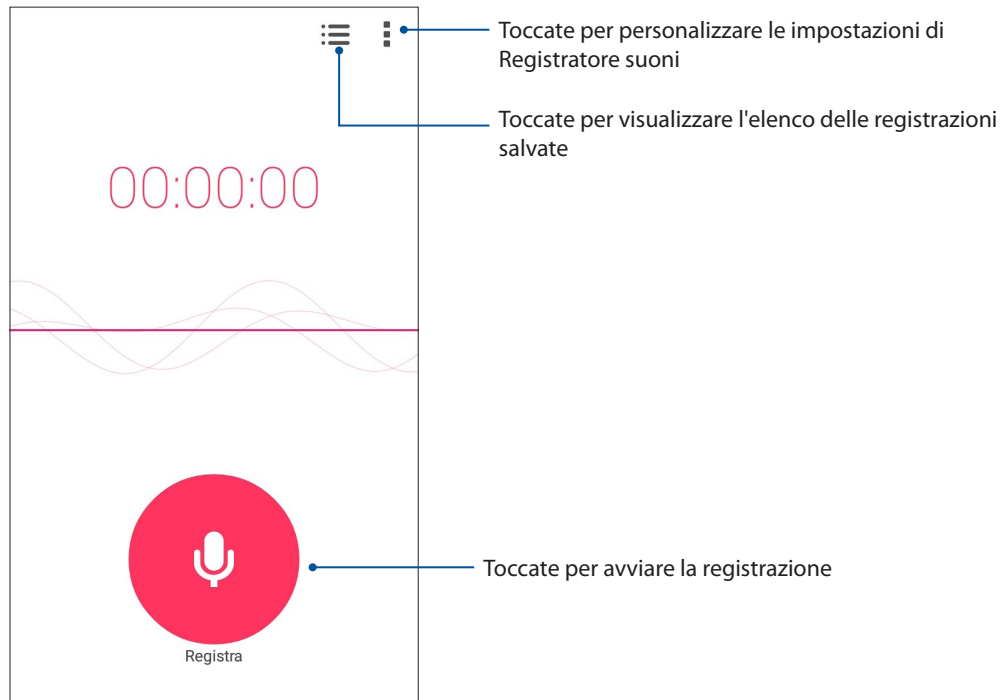 Toccate per personalizzare le impostazioni di
Registratore suoni
Toccate per visualizzare l'elenco delle registrazioni
salvate
00:00:00
Toccate per avviare la registrazione
Registra